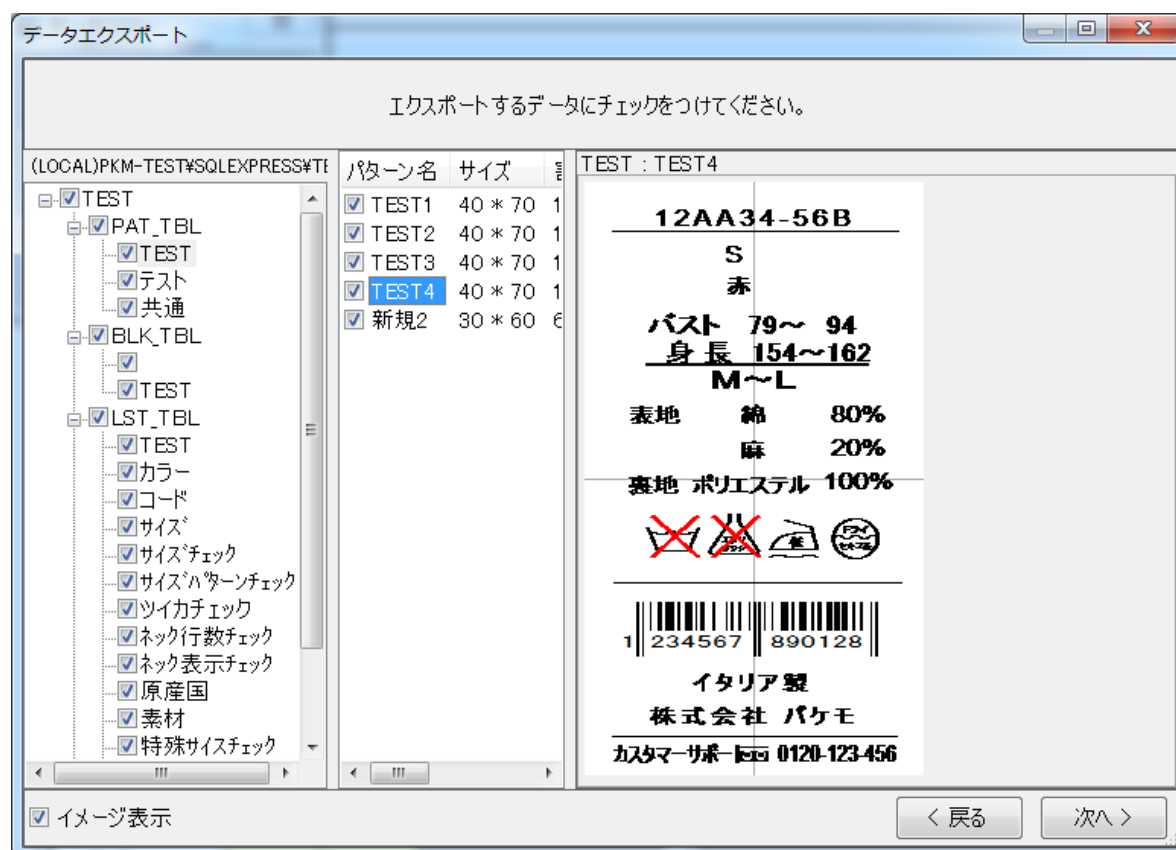 データエクスポート
エクスポートするデータにチェックをつけてください。
(LOCAL)PKM-TEST¥SQLEXPRESS¥TE
TEST
PAT_TBL
TEST
テスト
共通
BLK_TBL
TEST
LST_TBL
TEST
カラー
コード
サイズ
サイズチェック
サイズパターンチェック
ツイカチェック
ネック行数チェック
ネック表示チェック
原産国
素材
特殊サイズチェック
パターン名 サイズ
TEST1 40 * 70 1
TEST2 40 * 70 1
TEST3 40 * 70 1
TEST4 40 * 70 1
新規2 30 * 60 6
TEST : TEST4
12AA34-56B
S
赤
バスト 79～ 94
身長 154～162
M～L
表地 綿 80%
麻 20%
裏地 ポリエステル 100%
低
ドライ
1 234567 890128
イタリア製
株式会社 パケモ
カスタマーサポート 0120-123-456
イメージ表示
< 戻る
次へ >